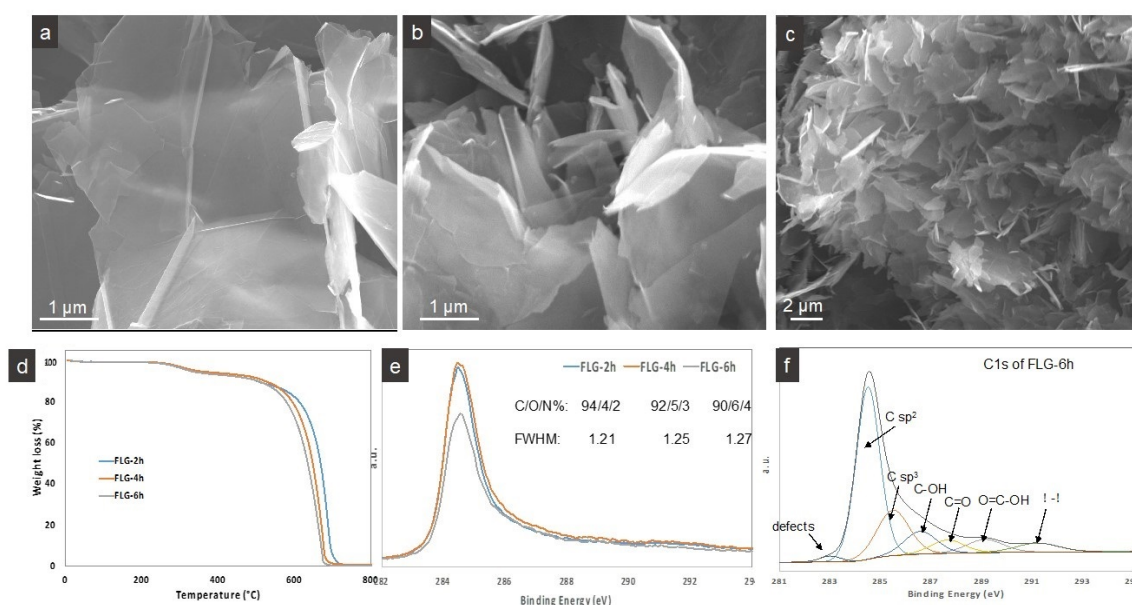 a
b
c
1 µm
1 µm
2 µm
d
Weight loss (%)
100
80
60
40
20
0
FLG-2h
FLG-4h
FLG-6h
0
200
400
600
800
Temperature (°C)
e
a.u.
FLG-2h FLG-4h FLG-6h
C/O/N%: 94/4/2 92/5/3 90/6/4
FWHM: 1.21 1.25 1.27
82 284 286 288 290 292 29
Binding Energy (eV)
f
C1s of FLG-6h
a.u.
C sp²
C sp³
C-OH
C=O
O=C-OH
! -!
defects
281 283 285 287 289 291 293 295
Binding Energy (eV)